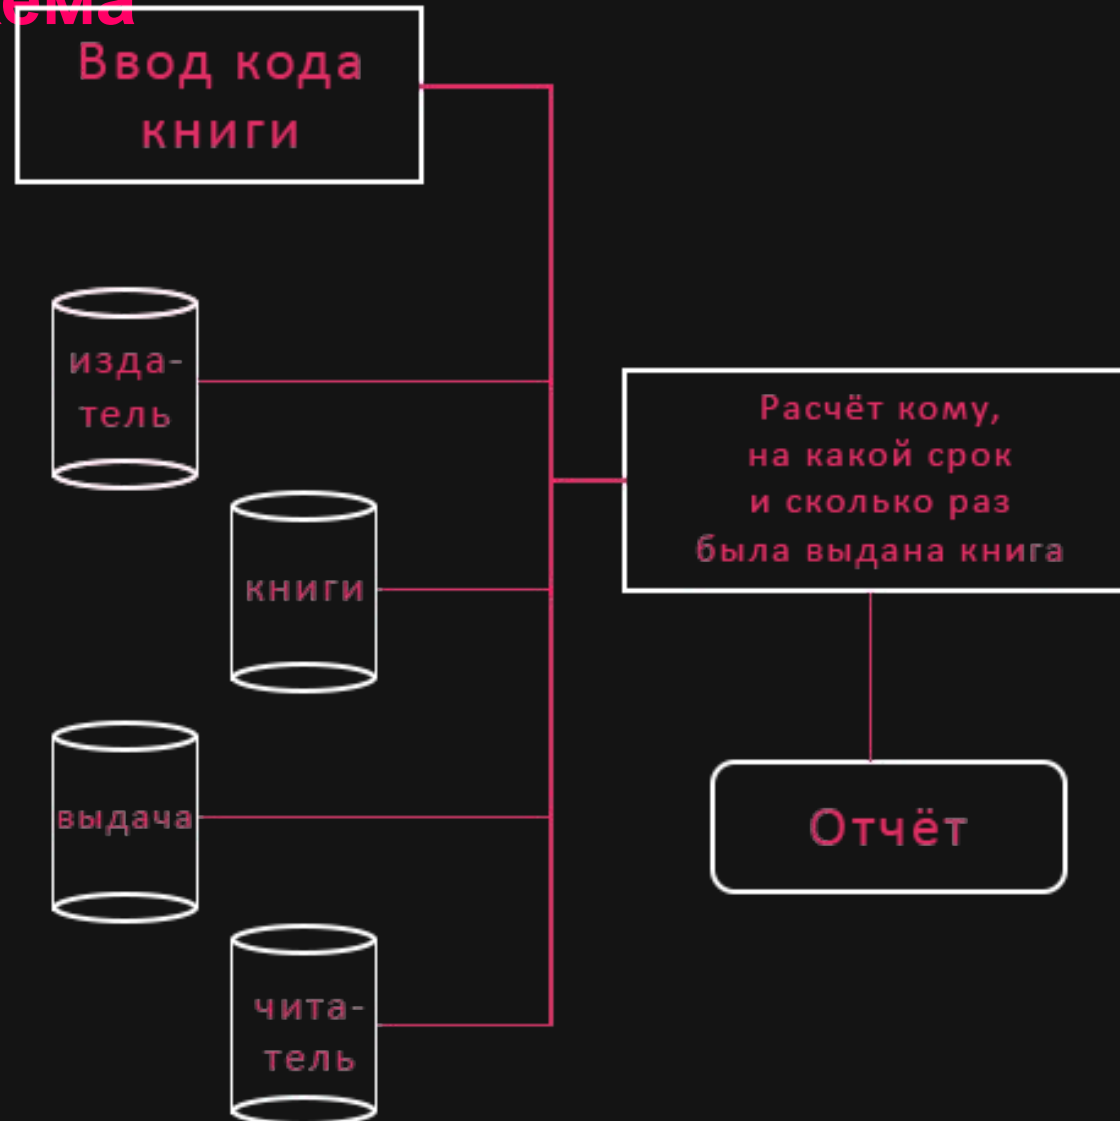 Ввод кода
книги
изда-
тель
книги
выдача
чита-
тель
Расчёт кому,
на какой срок
и сколько раз
была выдана книга
Отчёт